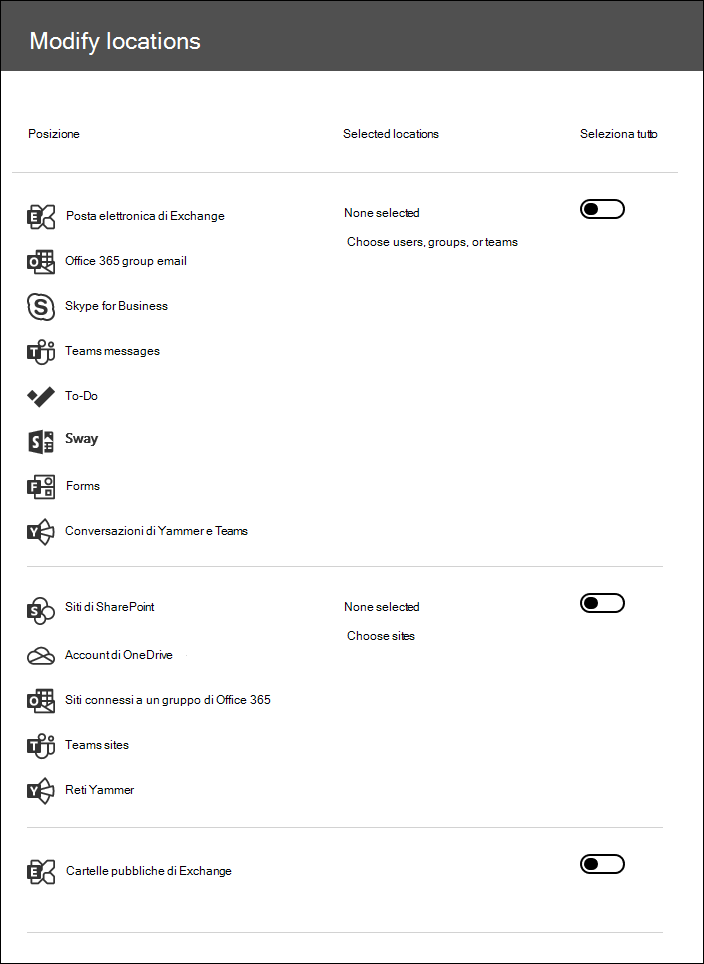 Modify locations
Posizione Selected locations Seleziona tutto
Posta elettronica di Exchange None selected
Choose users, groups, or teams
Office 365 group email
Skype for Business
Teams messages
To-Do
Sway
Forms
Conversazioni di Yammer e Teams
Siti di SharePoint None selected
Choose sites
Account di OneDrive
Siti connessi a un gruppo di Office 365
Teams sites
Reti Yammer
Cartelle pubbliche di Exchange